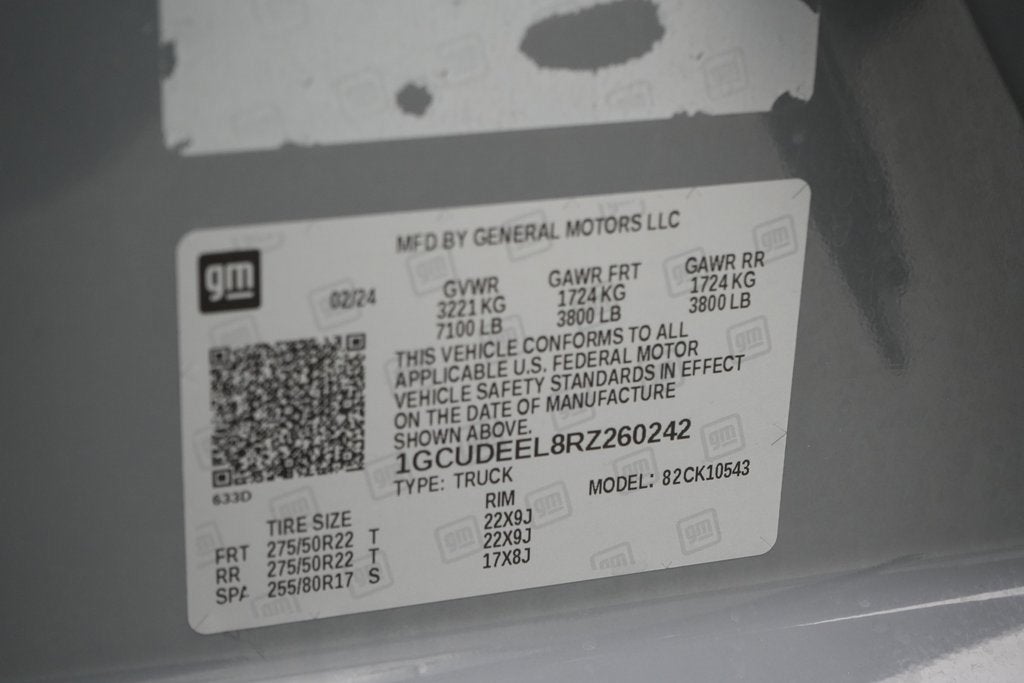 gm
MFD BY GENERAL MOTORS LLC
02/24
GVWR GAWR FRT GAWR RR
3221 KG 1724 KG 1724 KG
7100 LB 3800 LB 3800 LB
THIS VEHICLE CONFORMS TO ALL
APPLICABLE U.S. FEDERAL MOTOR
VEHICLE SAFETY STANDARDS IN EFFECT
ON THE DATE OF MANUFACTURE
SHOWN ABOVE.
1GCUDEEL8RZ260242
TYPE: TRUCK MODEL: 82CK10543
633D
TIRE SIZE RIM
FRT 275/50R22 T 22X9J
RR 275/50R22 T 22X9J
SPA 255/80R17 S 17X8J